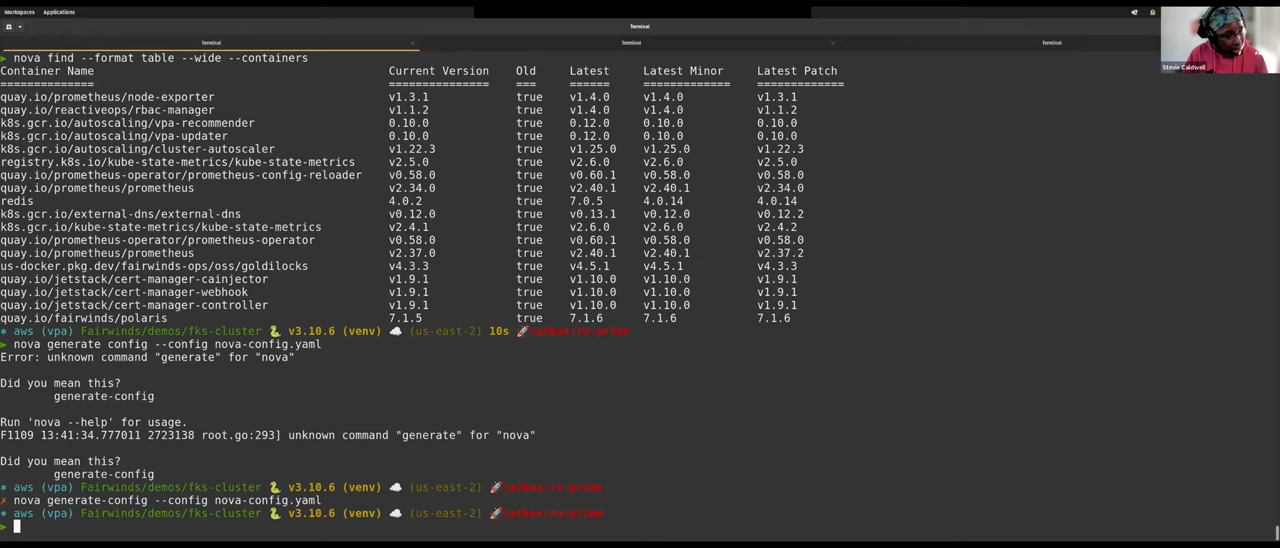 Workspaces Applications
Terminal
Terminal Terminal Terminal
Stevie Caldwell
▶ nova find --format table --wide --containers
Container Name Current Version Old Latest Latest Minor Latest Patch
============== =============== === ====== ============= =============
quay.io/prometheus/node-exporter v1.3.1 true v1.4.0 v1.4.0 v1.3.1
quay.io/reactiveops/rbac-manager v1.1.2 true v1.4.0 v1.4.0 v1.1.2
k8s.gcr.io/autoscaling/vpa-recommender 0.10.0 true 0.12.0 0.12.0 0.10.0
k8s.gcr.io/autoscaling/vpa-updater 0.10.0 true 0.12.0 0.12.0 0.10.0
k8s.gcr.io/autoscaling/cluster-autoscaler v1.22.3 true v1.25.0 v1.25.0 v1.22.3
registry.k8s.io/kube-state-metrics/kube-state-metrics v2.5.0 true v2.6.0 v2.6.0 v2.5.0
quay.io/prometheus-operator/prometheus-config-reloader v0.58.0 true v0.60.1 v0.58.0 v0.58.0
quay.io/prometheus/prometheus v2.34.0 true v2.40.1 v2.40.1 v2.34.0
redis 4.0.2 true 7.0.5 4.0.14 4.0.14
k8s.gcr.io/external-dns/external-dns v0.12.0 true v0.13.1 v0.12.0 v0.12.2
k8s.gcr.io/kube-state-metrics/kube-state-metrics v2.4.1 true v2.6.0 v2.6.0 v2.4.2
quay.io/prometheus-operator/prometheus-operator v0.58.0 true v0.60.1 v0.58.0 v0.58.0
quay.io/prometheus/prometheus v2.37.0 true v2.40.1 v2.40.1 v2.37.2
us-docker.pkg.dev/fairwinds-ops/oss/goldilocks v4.3.3 true v4.5.1 v4.5.1 v4.3.3
quay.io/jetstack/cert-manager-cainjector v1.9.1 true v1.10.0 v1.10.0 v1.9.1
quay.io/jetstack/cert-manager-webhook v1.9.1 true v1.10.0 v1.10.0 v1.9.1
quay.io/jetstack/cert-manager-controller v1.9.1 true v1.10.0 v1.10.0 v1.9.1
quay.io/fairwinds/polaris 7.1.5 true 7.1.6 7.1.6 7.1.6
aws (vpa) Fairwinds/demos/fks-cluster 🐍 v3.10.6 (venv) ☁️ (us-east-2) 10s 🚀
▶ nova generate config --config nova-config.yaml
Error: unknown command "generate" for "nova"
Did you mean this?
generate-config
Run 'nova --help' for usage.
F1109 13:41:34.777011 2723138 root.go:293] unknown command "generate" for "nova"
Did you mean this?
generate-config
aws (vpa) Fairwinds/demos/fks-cluster 🐍 v3.10.6 (venv) ☁️ (us-east-2) 🚀
✗ nova generate-config --config nova-config.yaml
aws (vpa) Fairwinds/demos/fks-cluster 🐍 v3.10.6 (venv) ☁️ (us-east-2) 🚀
▶